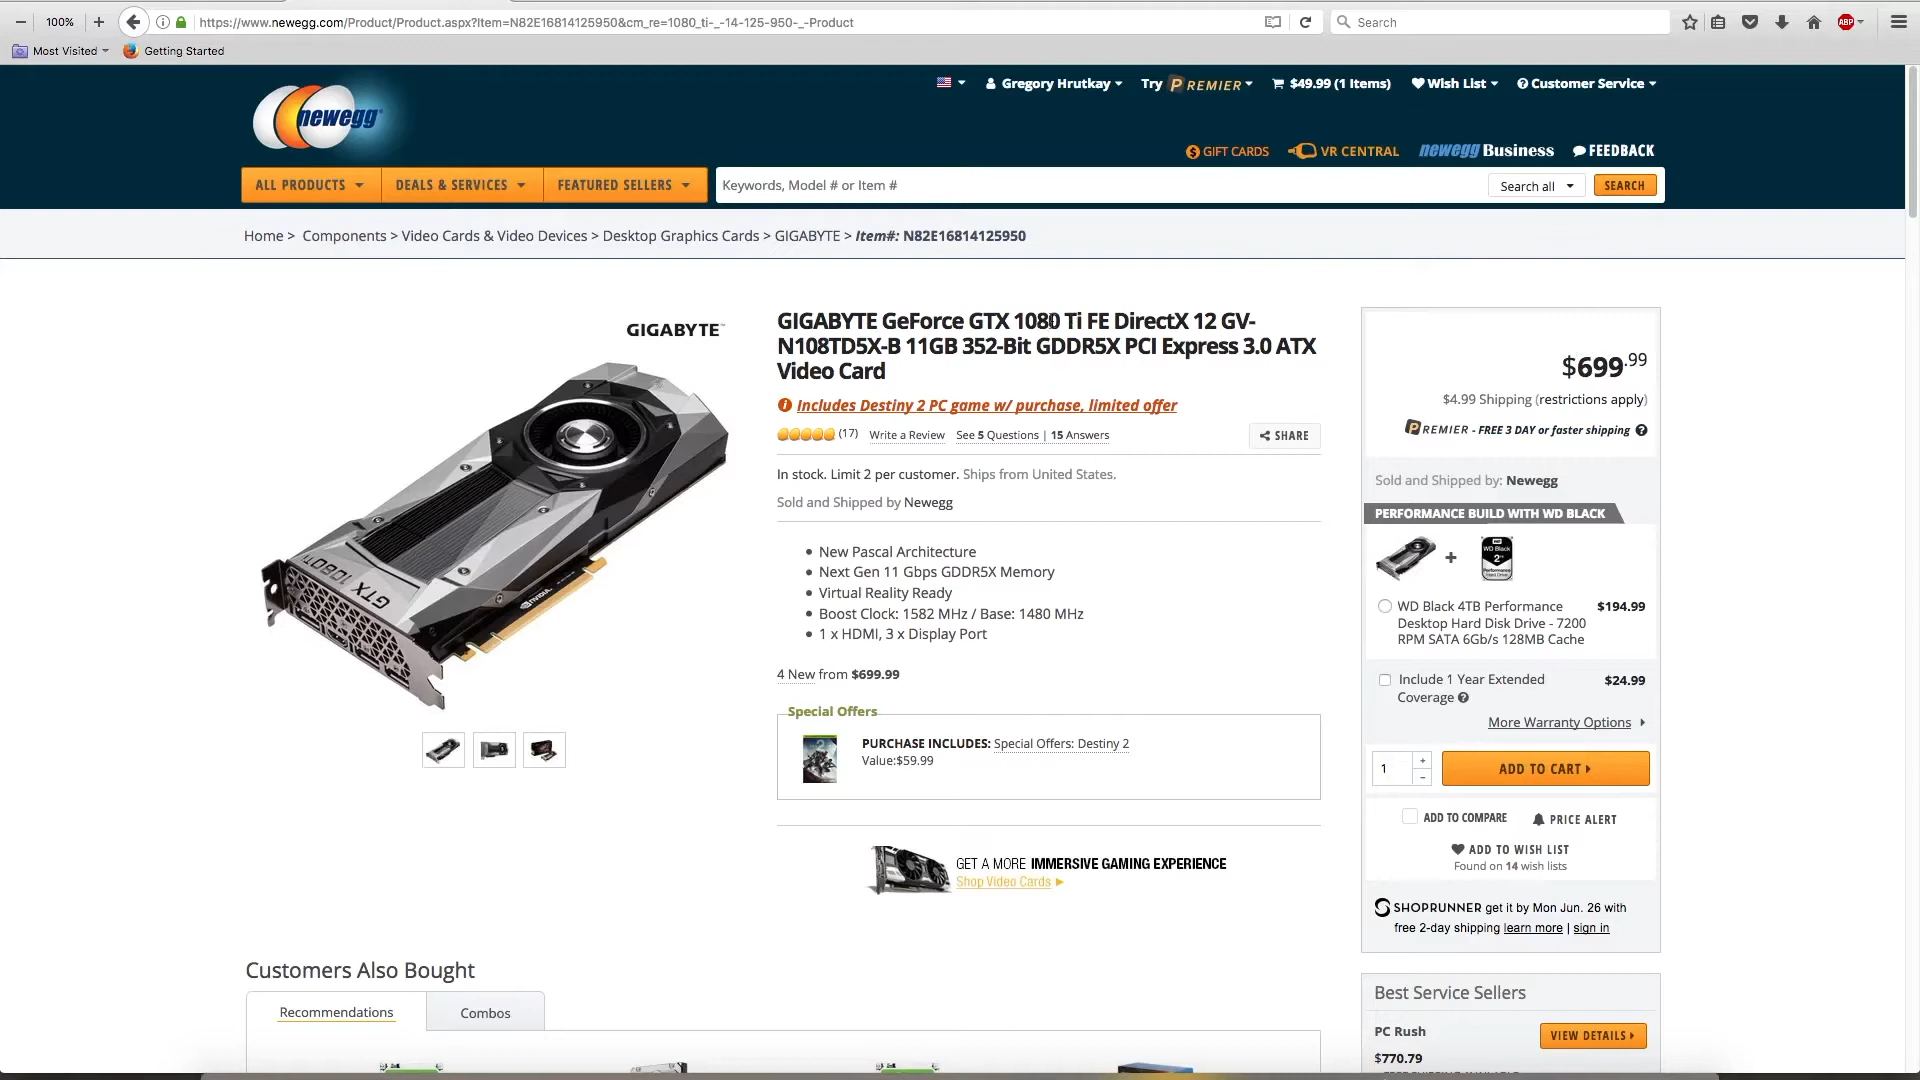 100%
https://www.newegg.com/Product/Product.aspx?Item=N82E16814125950&cm_re=1080_ti-_-14-125-950-_-Product
Search
ABP
Most Visited
Getting Started
Gregory Hrutkay
Try PREMIER
$49.99 (1 Items)
Wish List
Customer Service
newegg
GIFT CARDS
VR CENTRAL
newegg Business
FEEDBACK
ALL PRODUCTS
DEALS & SERVICES
FEATURED SELLERS
Keywords, Model # or Item #
Search all
SEARCH
Home > Components > Video Cards & Video Devices > Desktop Graphics Cards > GIGABYTE > Item#: N82E16814125950
GIGABYTE™
GTX 1080Ti
NVIDIA
GIGABYTE GeForce GTX 1080 Ti FE DirectX 12 GV-
N108TD5X-B 11GB 352-Bit GDDR5X PCI Express 3.0 ATX
Video Card
Includes Destiny 2 PC game w/ purchase, limited offer
(17) Write a Review See 5 Questions | 15 Answers
SHARE
In stock. Limit 2 per customer. Ships from United States.
Sold and Shipped by Newegg
New Pascal Architecture
Next Gen 11 Gbps GDDR5X Memory
Virtual Reality Ready
Boost Clock: 1582 MHz / Base: 1480 MHz
1 x HDMI, 3 x Display Port
4 New from $699.99
Special Offers
PURCHASE INCLUDES: Special Offers: Destiny 2
Value:$59.99
GET A MORE IMMERSIVE GAMING EXPERIENCE
Shop Video Cards
$699.99
$4.99 Shipping (restrictions apply)
PREMIER - FREE 3 DAY or faster shipping
Sold and Shipped by: Newegg
PERFORMANCE BUILD WITH WD BLACK
+
WD Black
WD Black 4TB Performance
Desktop Hard Disk Drive - 7200
RPM SATA 6Gb/s 128MB Cache
$194.99
Include 1 Year Extended
Coverage
$24.99
More Warranty Options
1
+
-
ADD TO CART
ADD TO COMPARE
PRICE ALERT
ADD TO WISH LIST
Found on 14 wish lists
SHOPRUNNER get it by Mon Jun. 26 with
free 2-day shipping learn more | sign in
Customers Also Bought
Recommendations
Combos
Best Service Sellers
PC Rush
VIEW DETAILS
$770.79